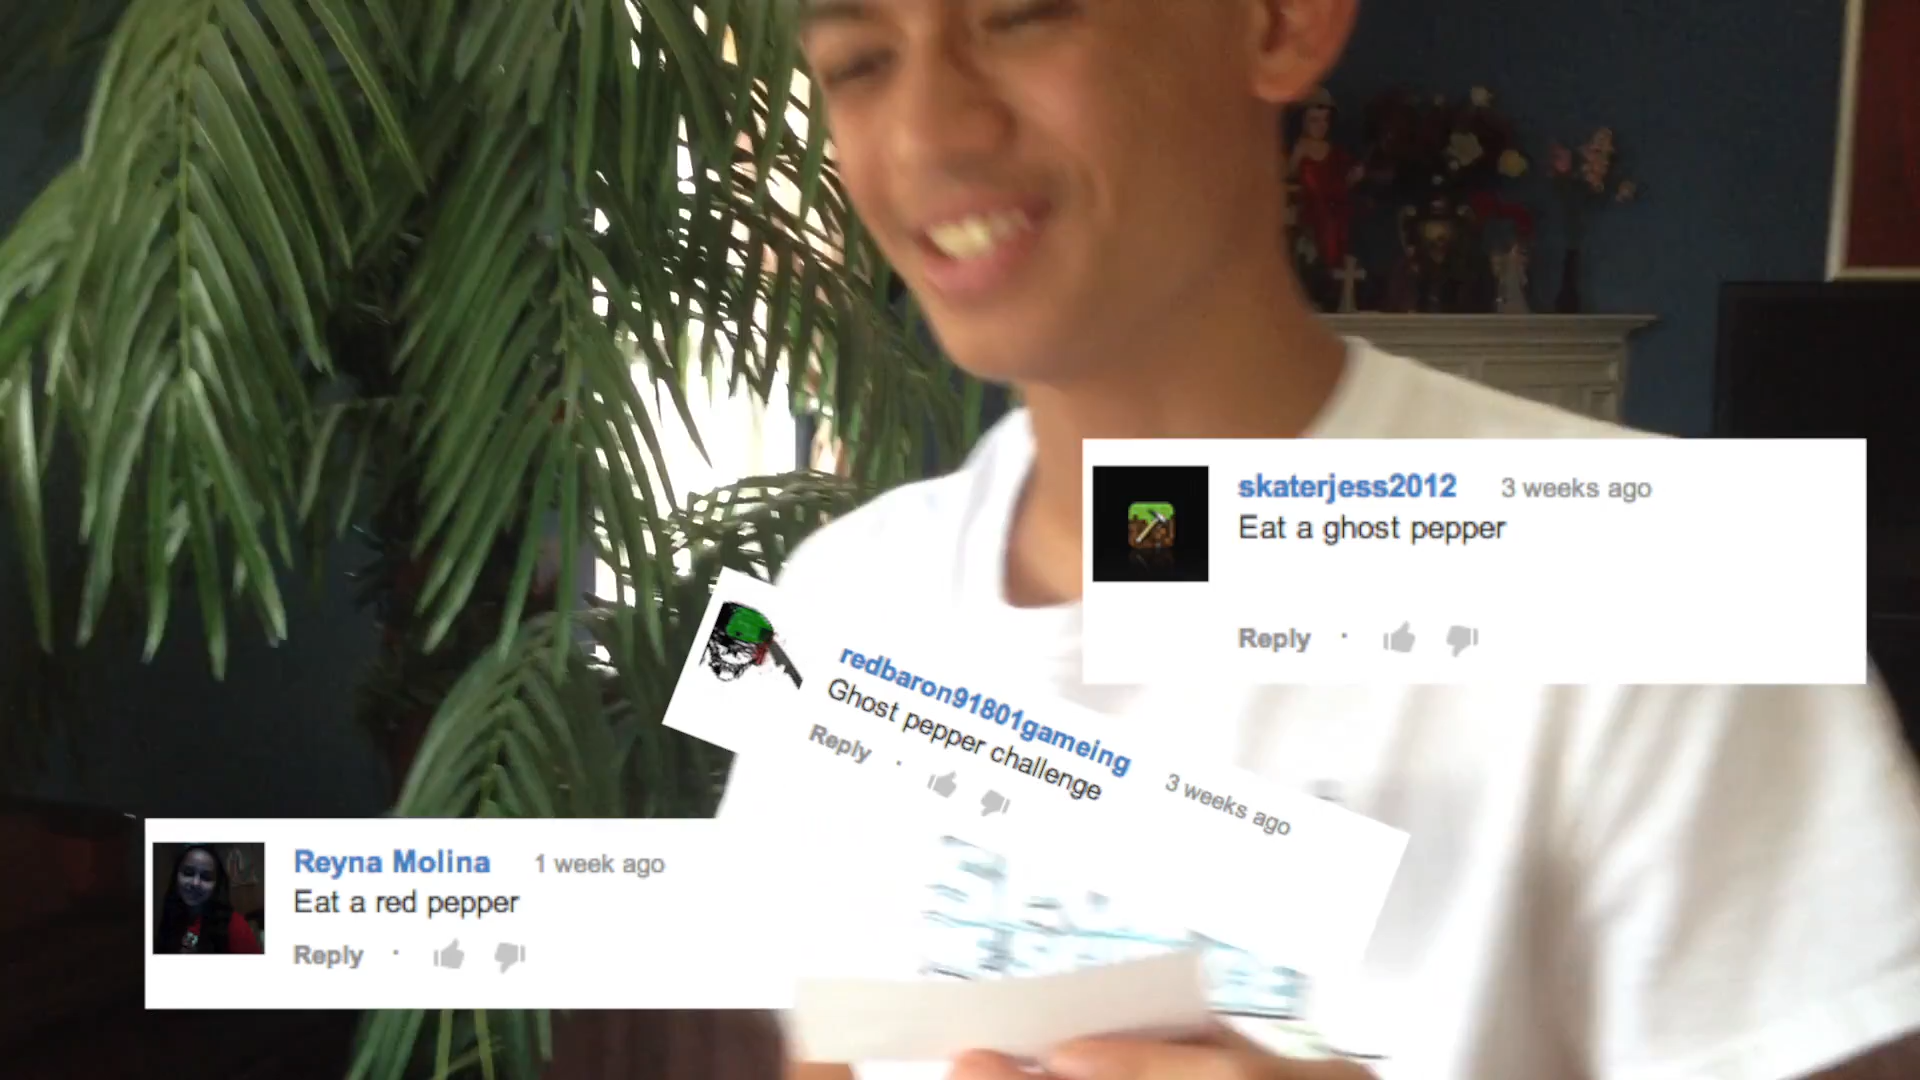 skaterjess2012 3 weeks ago
Eat a ghost pepper
Reply ·
redbaron91801gameing 3 weeks ago
Ghost pepper challenge
Reply ·
Reyna Molina 1 week ago
Eat a red pepper
Reply ·